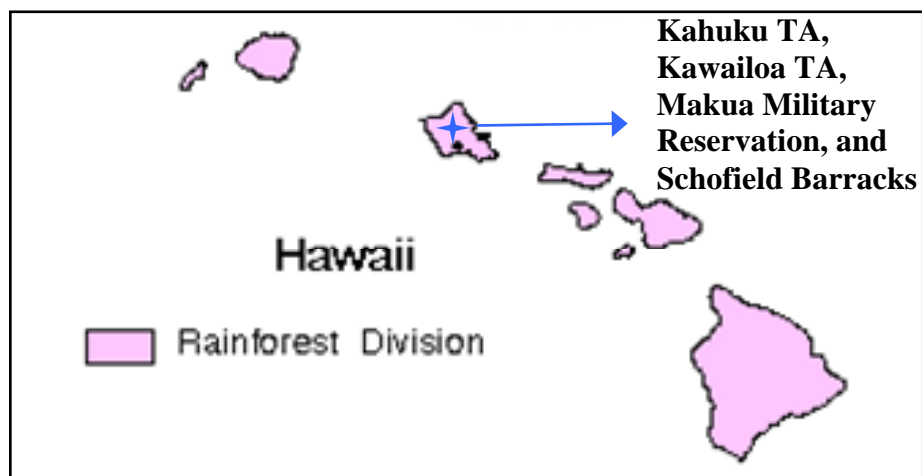 Kahuku TA,
Kawailoa TA,
Makua Military
Reservation, and
Schofield Barracks
Hawaii
Rainforest Division